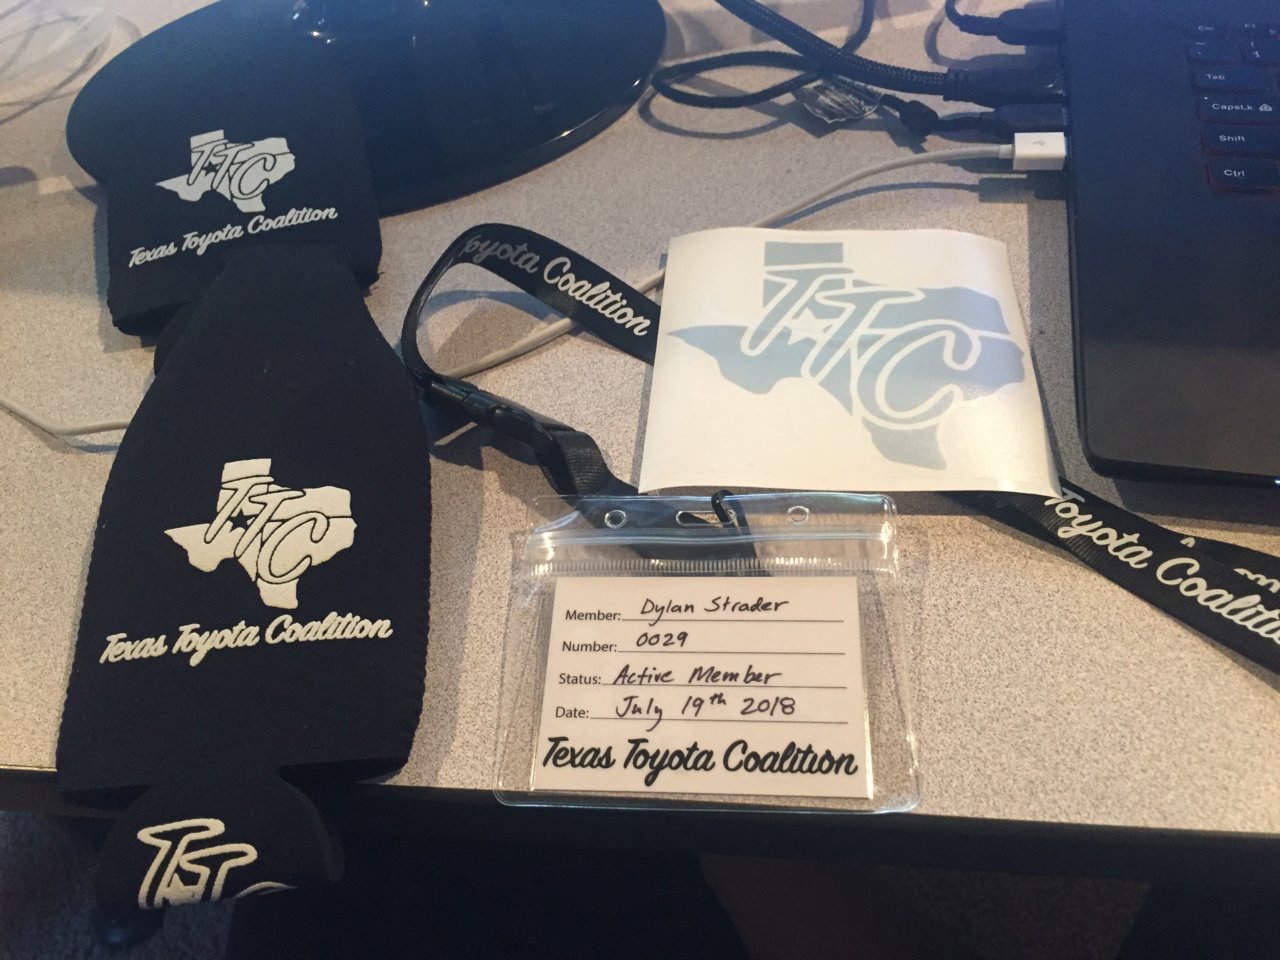 TTC
Texas Toyota Coalition
Toyota Coalition
TTC
Esc
Tab
CapsLk
Shift
Ctrl
TTC
Texas Toyota Coalition
Toyota Coalition
Member: Dylan Strader
Number: 0029
Status: Active Member
Date: July 19th 2018
Texas Toyota Coalition
TTC